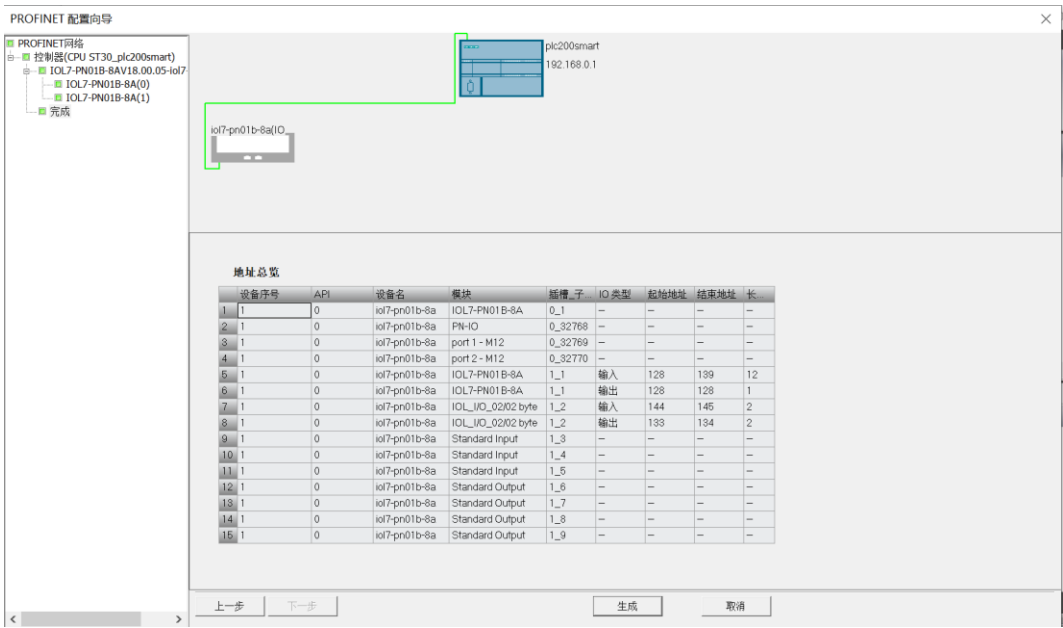 PROFINET 配置向导
PROFINET网络
控制器(CPU ST30_plc200smart)
IOL7-PN01B-8AV18.00.05-iol7-
IOL7-PN01B-8A(0)
IOL7-PN01B-8A(1)
完成
plc200smart
192.168.0.1
iol7-pn01b-8a(IO_
地址总览
设备序号 API 设备名 模块 插槽_子... IO 类型 起始地址 结束地址 长...
1 1 0 iol7-pn01b-8a IOL7-PN01B-8A 0_1 – – – –
2 1 0 iol7-pn01b-8a PN-IO 0_32768 – – – –
3 1 0 iol7-pn01b-8a port 1 - M12 0_32769 – – – –
4 1 0 iol7-pn01b-8a port 2 - M12 0_32770 – – – –
5 1 0 iol7-pn01b-8a IOL7-PN01B-8A 1_1 输入 128 139 12
6 1 0 iol7-pn01b-8a IOL7-PN01B-8A 1_1 输出 128 128 1
7 1 0 iol7-pn01b-8a IOL_I/O_02/02 byte 1_2 输入 144 145 2
8 1 0 iol7-pn01b-8a IOL_I/O_02/02 byte 1_2 输出 133 134 2
9 1 0 iol7-pn01b-8a Standard Input 1_3 – – – –
10 1 0 iol7-pn01b-8a Standard Input 1_4 – – – –
11 1 0 iol7-pn01b-8a Standard Input 1_5 – – – –
12 1 0 iol7-pn01b-8a Standard Output 1_6 – – – –
13 1 0 iol7-pn01b-8a Standard Output 1_7 – – – –
14 1 0 iol7-pn01b-8a Standard Output 1_8 – – – –
15 1 0 iol7-pn01b-8a Standard Output 1_9 – – – –
上一步 下一步 生成 取消